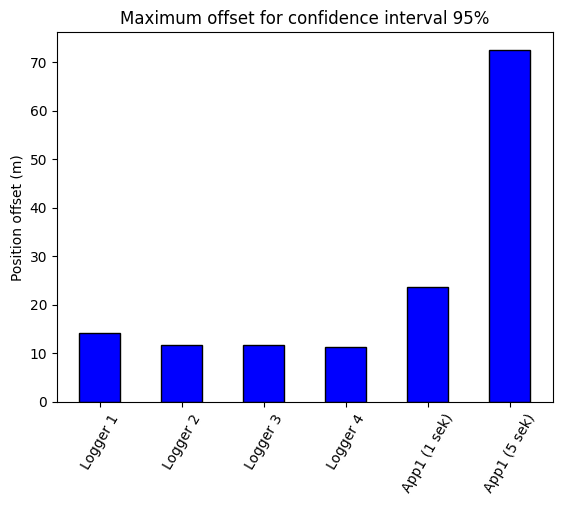 Maximum offset for confidence interval 95%
Position offset (m)
70
60
50
40
30
20
10
0
Logger 1
Logger 2
Logger 3
Logger 4
App1 (1 sek)
App1 (5 sek)